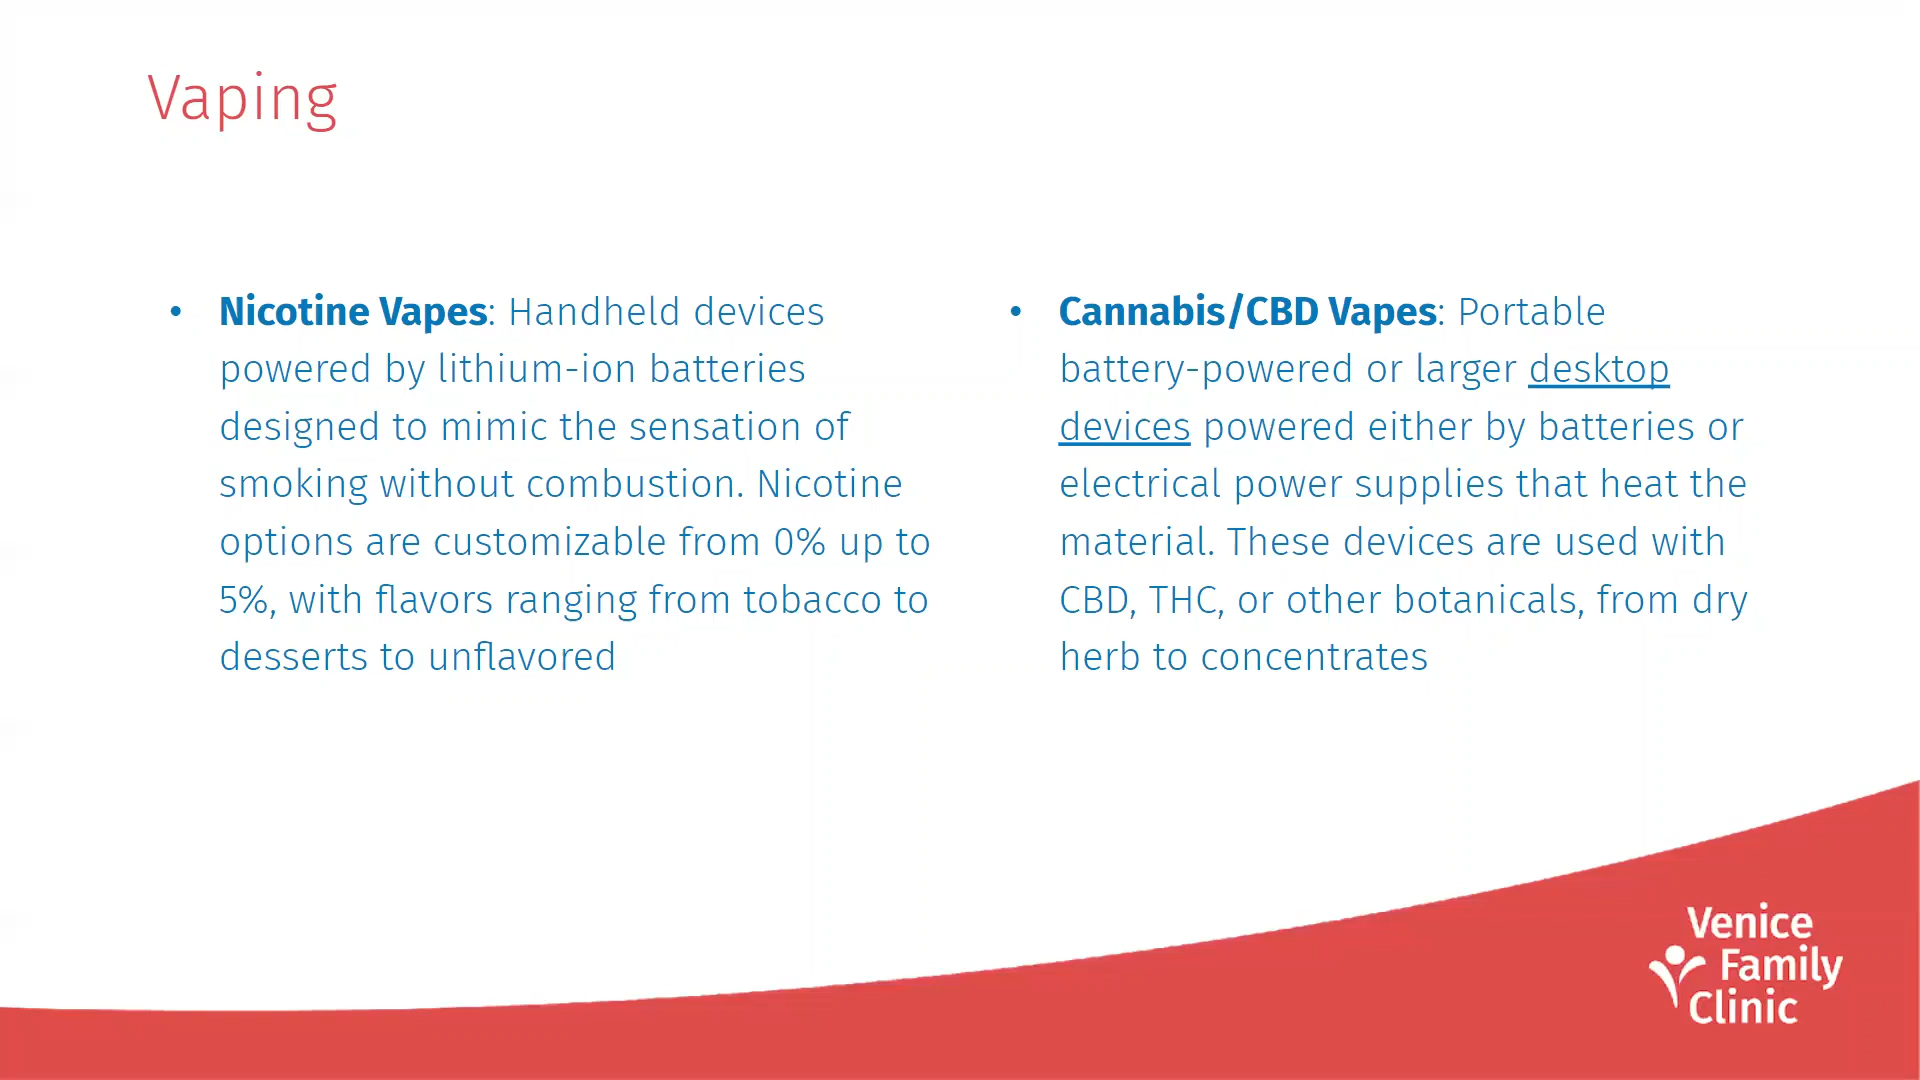 Vaping
• Nicotine Vapes: Handheld devices
powered by lithium-ion batteries
designed to mimic the sensation of
smoking without combustion. Nicotine
options are customizable from 0% up to
5%, with flavors ranging from tobacco to
desserts to unflavored
• Cannabis/CBD Vapes: Portable
battery-powered or larger desktop
devices powered either by batteries or
electrical power supplies that heat the
material. These devices are used with
CBD, THC, or other botanicals, from dry
herb to concentrates
Venice
Family
Clinic